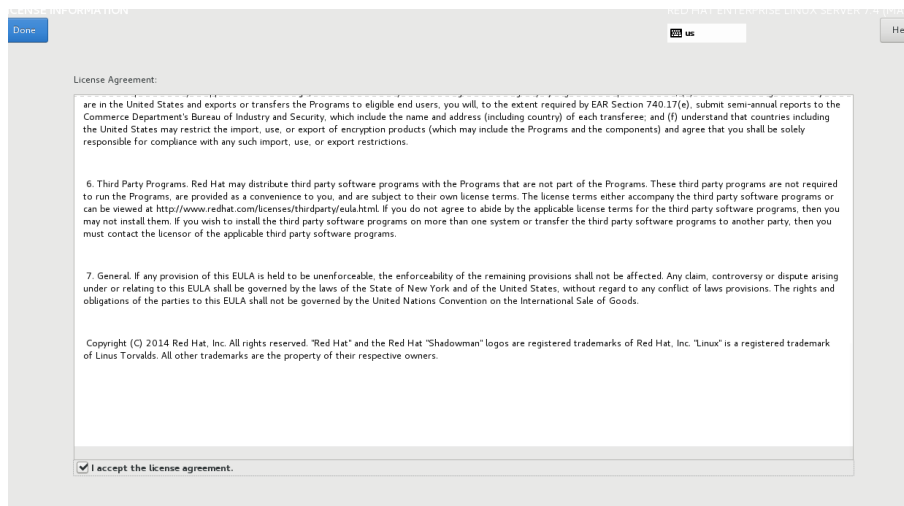 LICENSE INFORMATION
RED HAT ENTERPRISE LINUX SERVER 7.4 (MA
Done
us
He
License Agreement:
are in the United States and exports or transfers the Programs to eligible end users, you will, to the extent required by EAR Section 740.17(e), submit semi-annual reports to the
Commerce Department's Bureau of Industry and Security, which include the name and address (including country) of each transferee; and (f) understand that countries including
the United States may restrict the import, use, or export of encryption products (which may include the Programs and the components) and agree that you shall be solely
responsible for compliance with any such import, use, or export restrictions.
6. Third Party Programs. Red Hat may distribute third party software programs with the Programs that are not part of the Programs. These third party programs are not required
to run the Programs, are provided as a convenience to you, and are subject to their own license terms. The license terms either accompany the third party software programs or
can be viewed at http://www.redhat.com/licenses/thirdparty/eula.html. If you do not agree to abide by the applicable license terms for the third party software programs, then you
may not install them. If you wish to install the third party software programs on more than one system or transfer the third party software programs to another party, then you
must contact the licensor of the applicable third party software programs.
7. General. If any provision of this EULA is held to be unenforceable, the enforceability of the remaining provisions shall not be affected. Any claim, controversy or dispute arising
under or relating to this EULA shall be governed by the laws of the State of New York and of the United States, without regard to any conflict of laws provisions. The rights and
obligations of the parties to this EULA shall not be governed by the United Nations Convention on the International Sale of Goods.
Copyright (C) 2014 Red Hat, Inc. All rights reserved. "Red Hat" and the Red Hat "Shadowman" logos are registered trademarks of Red Hat, Inc. "Linux" is a registered trademark
of Linus Torvalds. All other trademarks are the property of their respective owners.
I accept the license agreement.